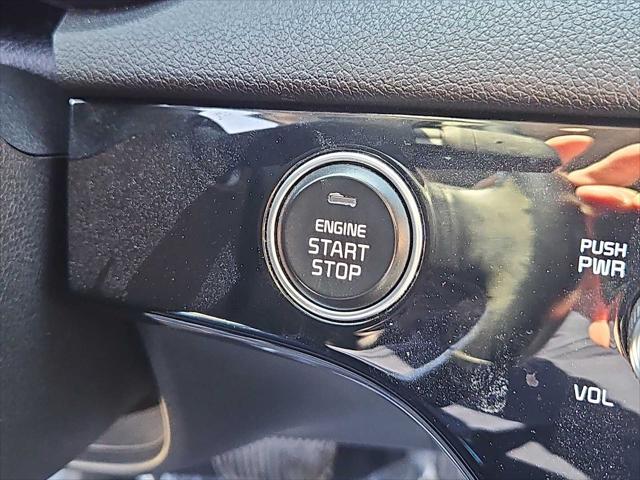 ENGINE
START
STOP
PUSH
PWR
VOL